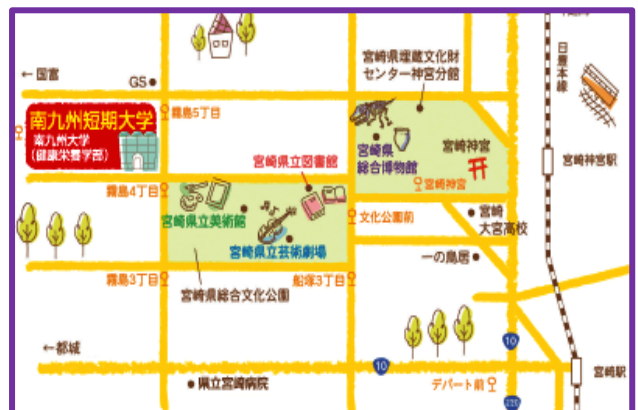 宮崎県埋蔵文化財
センター神宮分館
日豊本線
← 国富
GS
南九州短期大学
南九州大学
(健康栄養学部)
霧島5丁目
宮崎県
総合博物館
宮崎神宮
宮崎神宮駅
宮崎県立図書館
宮崎神宮
霧島4丁目
宮崎県立美術館
文化公園前
宮崎
大宮高校
宮崎県立芸術劇場
一の鳥居
霧島3丁目
宮崎県総合文化公園
船塚3丁目
10
←都城
10
宮崎駅
県立宮崎病院
デパート前
220